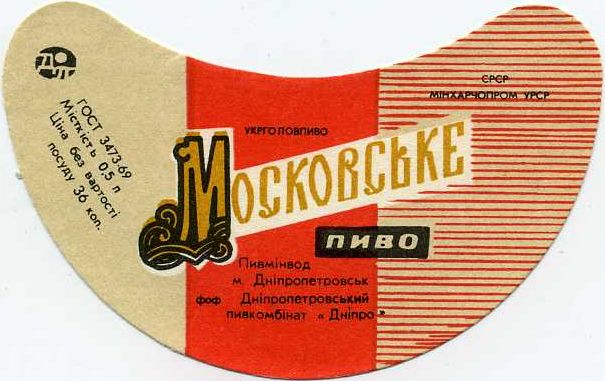 ГОСТ 3473-69
Місткість 0.5 л
Ціна без вартості
посуду 36 коп.
СРСР
МІНХАРЧОПРОМ УРСР
УКРГОЛОВПИВО
МОСКОВСЬКЕ
ПИВО
Пивмінвод
м. Дніпропетровськ
фоф Дніпропетровський
пивкомбінат «Дніпро»